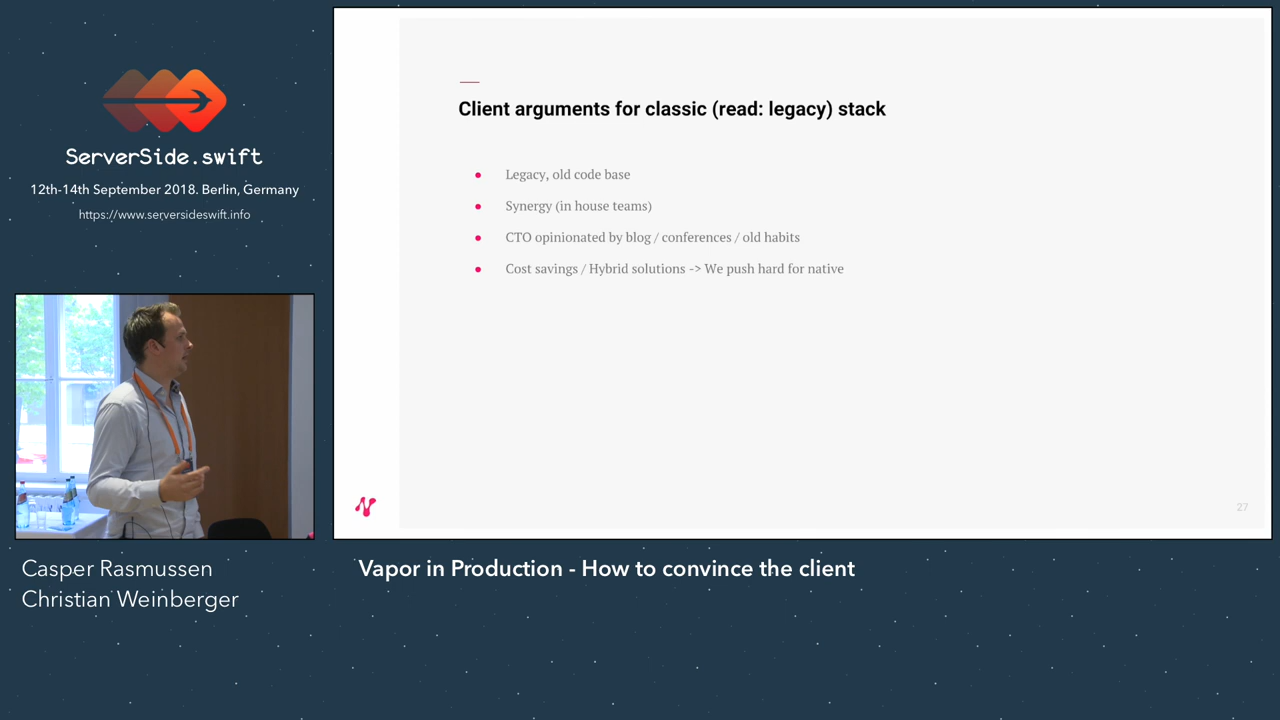 ServerSide.swift
12th-14th September 2018. Berlin, Germany
https://www.serversideswift.info
Client arguments for classic (read: legacy) stack
• Legacy, old code base
• Synergy (in house teams)
• CTO opinionated by blog / conferences / old habits
• Cost savings / Hybrid solutions -> We push hard for native
27
Casper Rasmussen
Christian Weinberger
Vapor in Production - How to convince the client